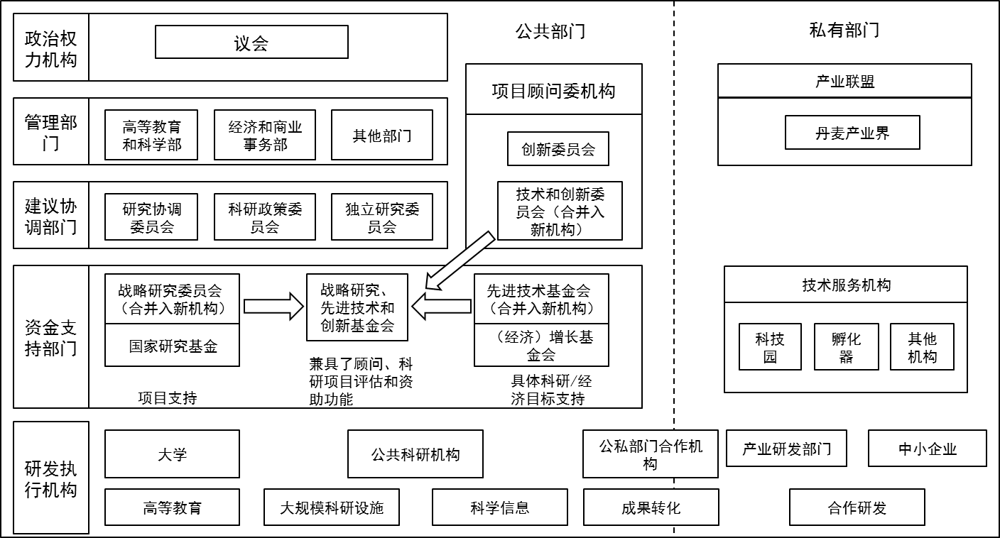 政治权
力机构
议会
公共部门
私有部门
管理部
门
高等教育
和科学部
经济和商业
事务部
其他部门
项目顾问委机构
创新委员会
技术和创新委
员会（合并入
新机构）
产业联盟
丹麦产业界
建议协
调部门
研究协调
委员会
科研政策委
员会
独立研究委
员会
资金支
持部门
战略研究委员会
（合并入新机构）
国家研究基金
项目支持
战略研究、
先进技术和
创新基金会
兼具了顾问、科
研项目评估和资
助功能
先进技术基金会
（合并入新机构）
（经济）增长基
金会
具体科研/经
济目标支持
技术服务机构
科技
园
孵化
器
其他
机构
研发执
行机构
大学
公共科研机构
公私部门合作机
构
产业研发部门
中小企业
高等教育
大规模科研设施
科学信息
成果转化
合作研发